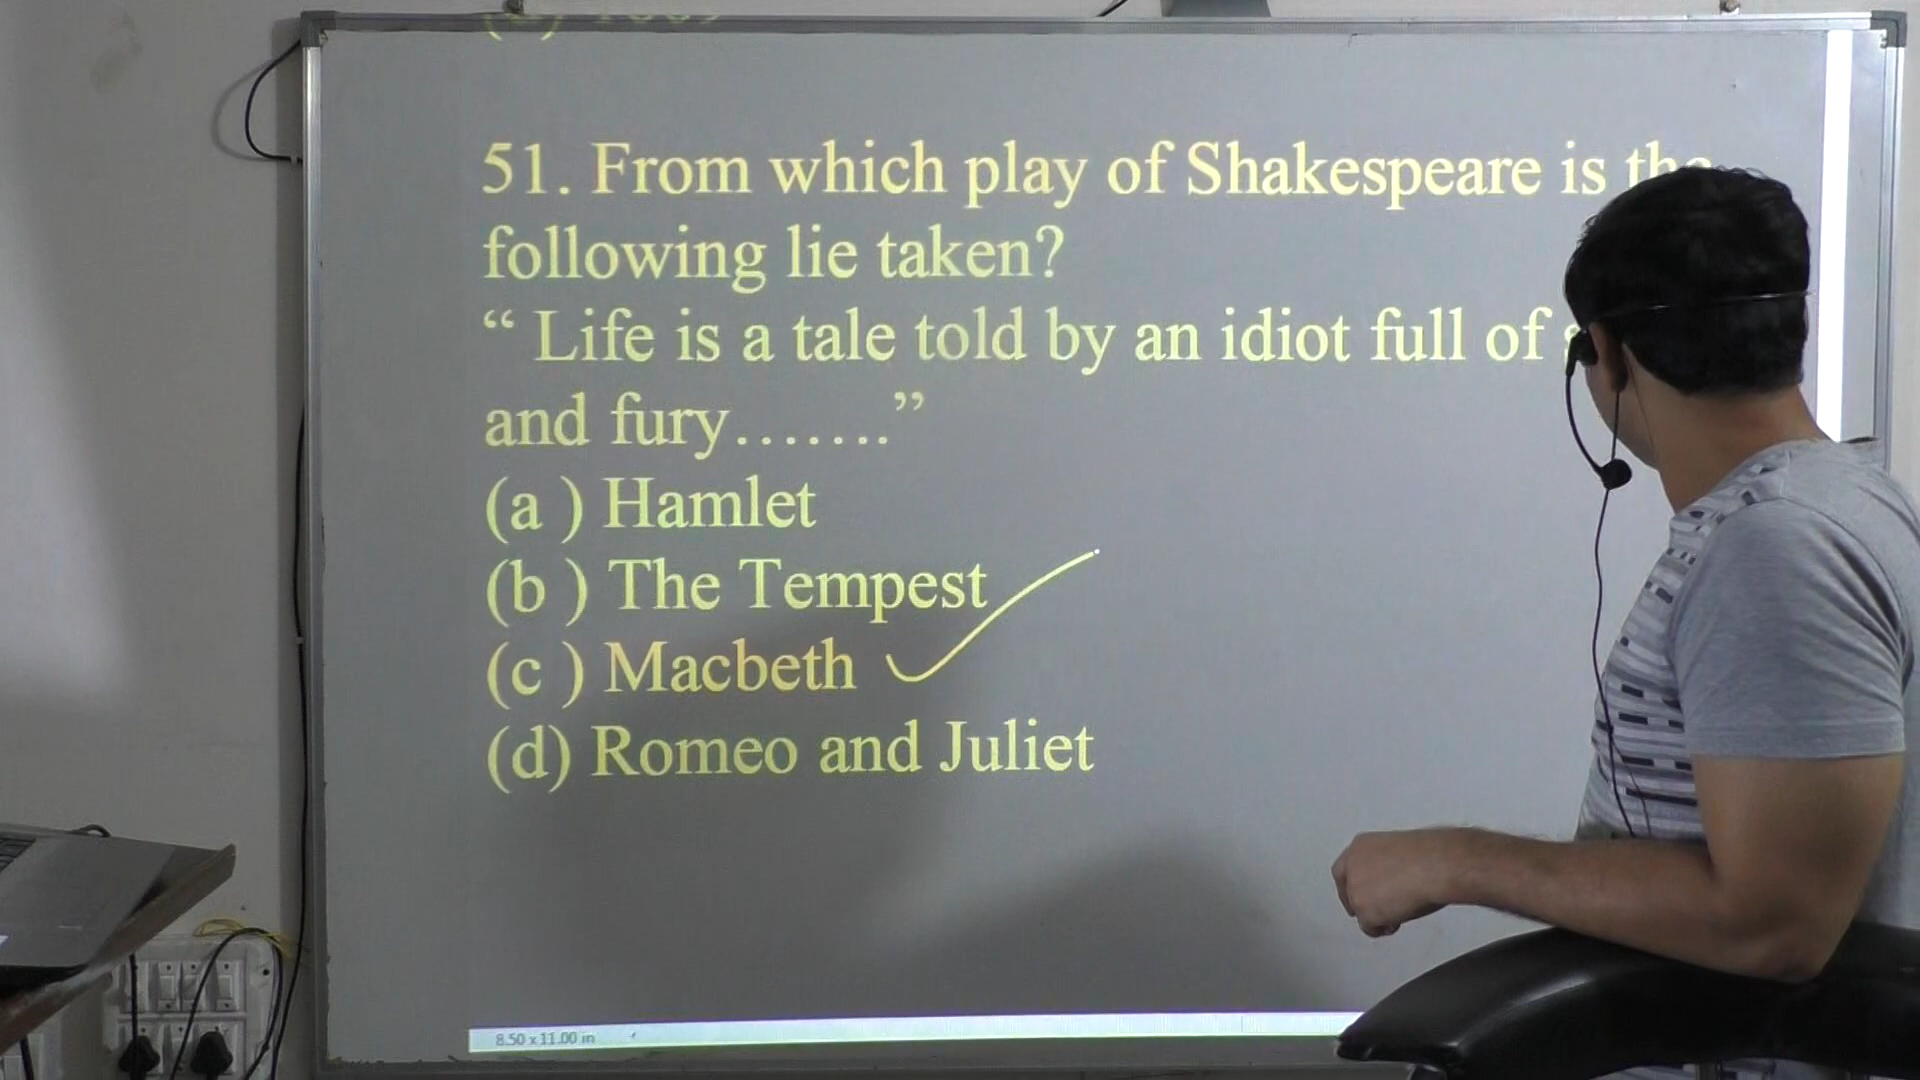 51. From which play of Shakespeare is the
following lie taken?
“ Life is a tale told by an idiot full of
and fury.......”
(a ) Hamlet
(b ) The Tempest
(c ) Macbeth
(d) Romeo and Juliet
8.50 x 11.00 in